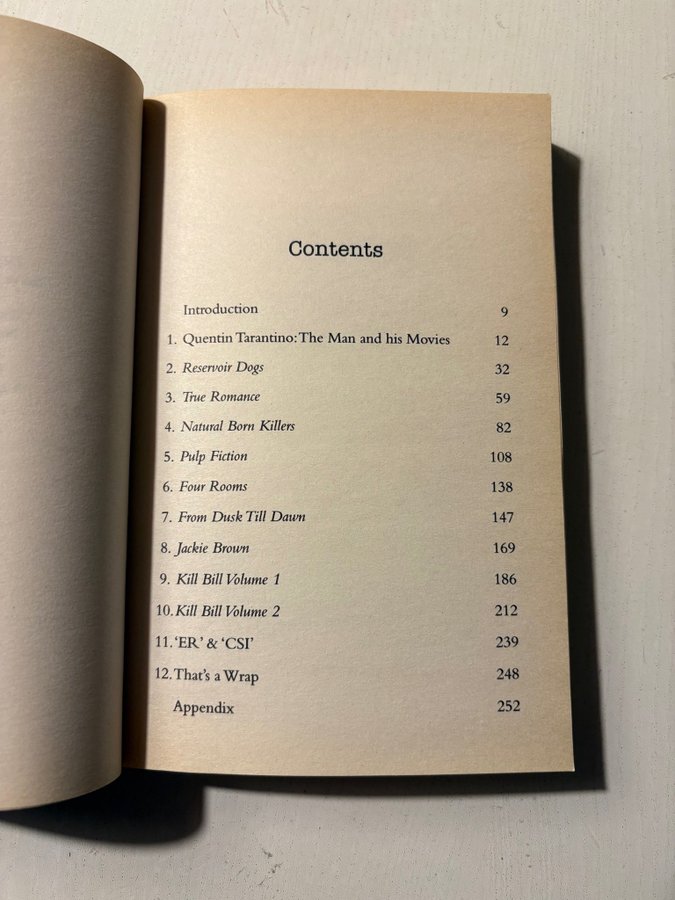 Contents
Introduction 9
1. Quentin Tarantino: The Man and his Movies 12
2. Reservoir Dogs 32
3. True Romance 59
4. Natural Born Killers 82
5. Pulp Fiction 108
6. Four Rooms 138
7. From Dusk Till Dawn 147
8. Jackie Brown 169
9. Kill Bill Volume 1 186
10. Kill Bill Volume 2 212
11. ‘ER’ & ‘CSI’ 239
12. That’s a Wrap 248
Appendix 252